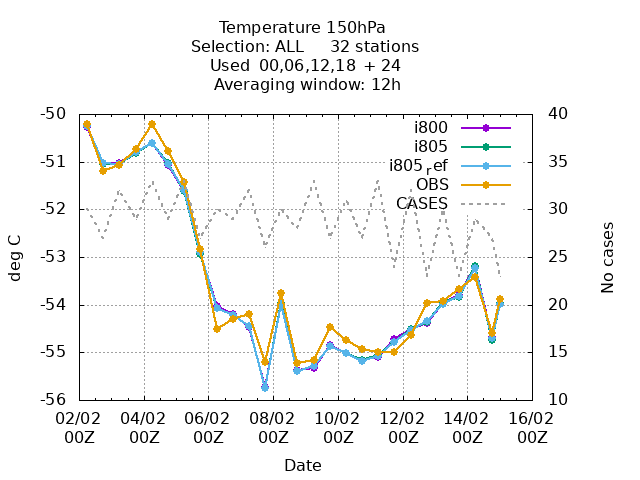 Temperature 150hPa
Selection: ALL 32 stations
Used 00,06,12,18 + 24
Averaging window: 12h
-50
-51
-52
-53
-54
-55
-56
40
35
30
25
20
15
10
i800
i805
i805ref
OBS
CASES
deg C
No cases
02/02 04/02 06/02 08/02 10/02 12/02 14/02 16/02
00Z 00Z 00Z 00Z 00Z 00Z 00Z 00Z
Date